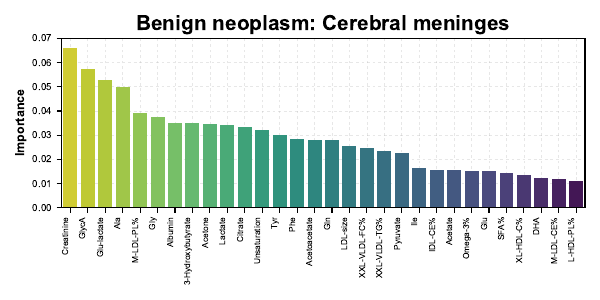 Benign neoplasm: Cerebral meninges
Importance
0.07
0.06
0.05
0.04
0.03
0.02
0.01
0.00
Creatinine
GlycA
Glu-lactate
Ala
M-LDL-PL%
Gly
Albumin
3-Hydroxybutyrate
Acetone
Lactate
Citrate
Unsaturation
Tyr
Phe
Acetoacetate
Gln
LDL-size
XXL-VLDL-FC%
XXL-VLDL-TG%
Pyruvate
Ile
IDL-CE%
Acetate
Omega-3%
Glu
SFA%
XL-HDL-C%
DHA
M-LDL-CE%
L-HDL-PL%